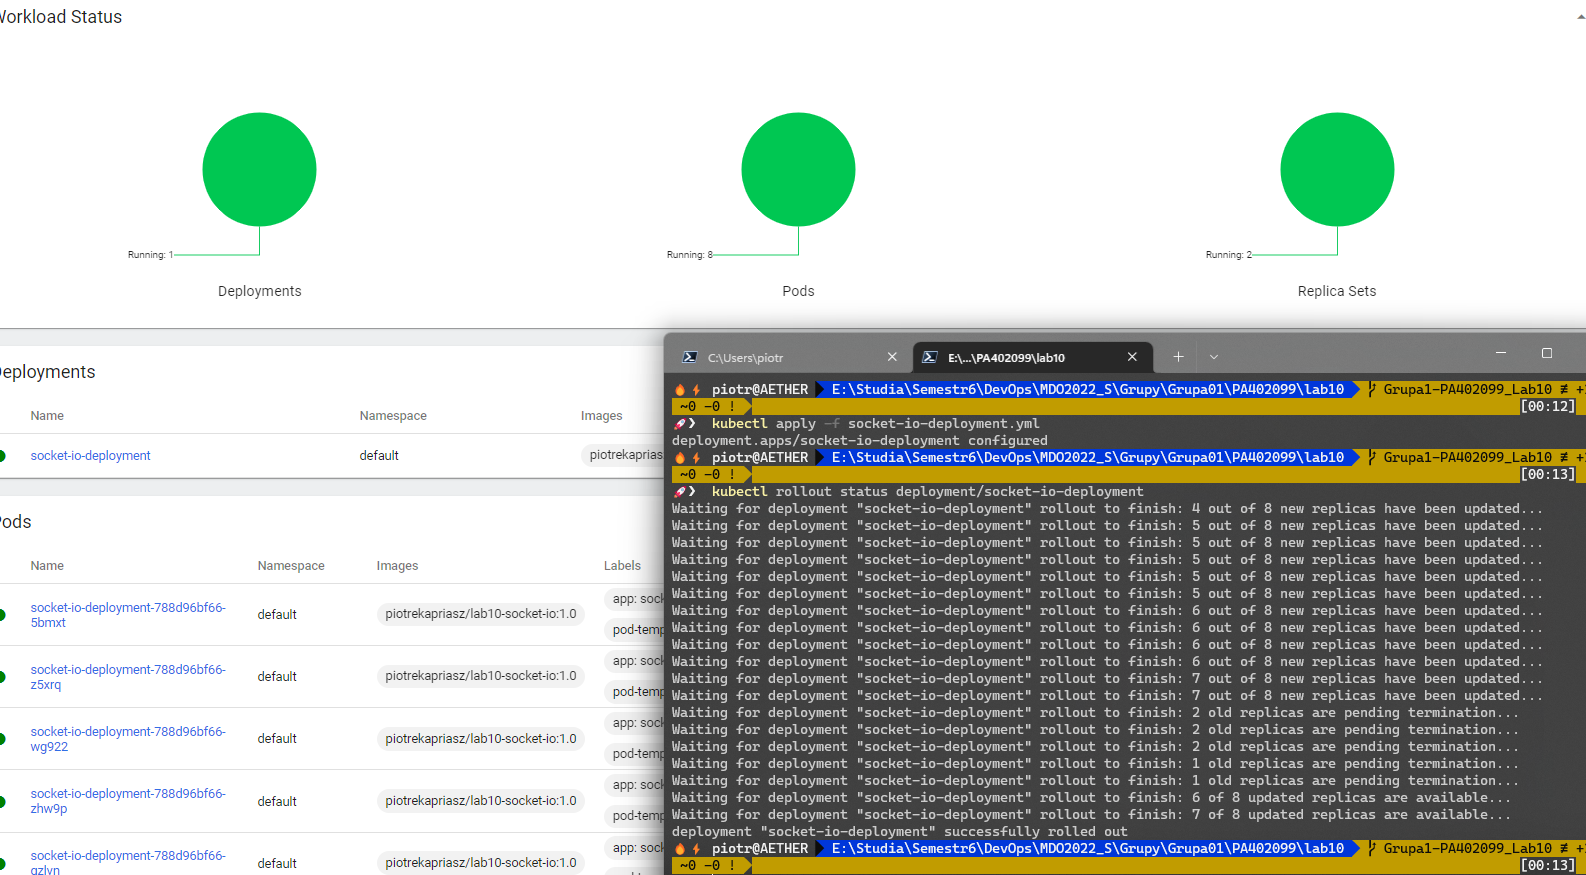 Workload Status
Running: 1
Running: 8
Running: 2
Deployments
Pods
Replica Sets
Deployments
Name Namespace Images
socket-io-deployment default piotrekaprias
Pods
Name Namespace Images Labels
socket-io-deployment-788d96bf66-
5bmxt
default piotrekapriasz/lab10-socket-io:1.0
app: sock
pod-temp
socket-io-deployment-788d96bf66-
z5xrq
default piotrekapriasz/lab10-socket-io:1.0
app: sock
pod-temp
socket-io-deployment-788d96bf66-
wg922
default piotrekapriasz/lab10-socket-io:1.0
app: sock
pod-temp
socket-io-deployment-788d96bf66-
zhw9p
default piotrekapriasz/lab10-socket-io:1.0
app: sock
pod-temp
socket-io-deployment-788d96bf66-
default piotrekapriasz/lab10-socket-io:1.0
app: sock
C:\Users\piotr
E:\...\PA402099\lab10
piotr@AETHER E:\Studia\Semestr6\DevOps\MDO2022_S\Grupy\Grupa01\PA402099\lab10 Grupa1-PA402099_Lab10 ≢ +
~0 -0 ! [00:12]
❯ kubectl apply -f socket-io-deployment.yml
deployment.apps/socket-io-deployment configured
piotr@AETHER E:\Studia\Semestr6\DevOps\MDO2022_S\Grupy\Grupa01\PA402099\lab10 Grupa1-PA402099_Lab10 ≢ +
~0 -0 ! [00:13]
❯ kubectl rollout status deployment/socket-io-deployment
Waiting for deployment "socket-io-deployment" rollout to finish: 4 out of 8 new replicas have been updated...
Waiting for deployment "socket-io-deployment" rollout to finish: 5 out of 8 new replicas have been updated...
Waiting for deployment "socket-io-deployment" rollout to finish: 5 out of 8 new replicas have been updated...
Waiting for deployment "socket-io-deployment" rollout to finish: 5 out of 8 new replicas have been updated...
Waiting for deployment "socket-io-deployment" rollout to finish: 5 out of 8 new replicas have been updated...
Waiting for deployment "socket-io-deployment" rollout to finish: 5 out of 8 new replicas have been updated...
Waiting for deployment "socket-io-deployment" rollout to finish: 6 out of 8 new replicas have been updated...
Waiting for deployment "socket-io-deployment" rollout to finish: 6 out of 8 new replicas have been updated...
Waiting for deployment "socket-io-deployment" rollout to finish: 6 out of 8 new replicas have been updated...
Waiting for deployment "socket-io-deployment" rollout to finish: 6 out of 8 new replicas have been updated...
Waiting for deployment "socket-io-deployment" rollout to finish: 7 out of 8 new replicas have been updated...
Waiting for deployment "socket-io-deployment" rollout to finish: 7 out of 8 new replicas have been updated...
Waiting for deployment "socket-io-deployment" rollout to finish: 2 old replicas are pending termination...
Waiting for deployment "socket-io-deployment" rollout to finish: 2 old replicas are pending termination...
Waiting for deployment "socket-io-deployment" rollout to finish: 2 old replicas are pending termination...
Waiting for deployment "socket-io-deployment" rollout to finish: 1 old replicas are pending termination...
Waiting for deployment "socket-io-deployment" rollout to finish: 1 old replicas are pending termination...
Waiting for deployment "socket-io-deployment" rollout to finish: 6 of 8 updated replicas are available...
Waiting for deployment "socket-io-deployment" rollout to finish: 7 of 8 updated replicas are available...
deployment "socket-io-deployment" successfully rolled out
piotr@AETHER E:\Studia\Semestr6\DevOps\MDO2022_S\Grupy\Grupa01\PA402099\lab10 Grupa1-PA402099_Lab10 ≢ +
~0 -0 ! [00:13]